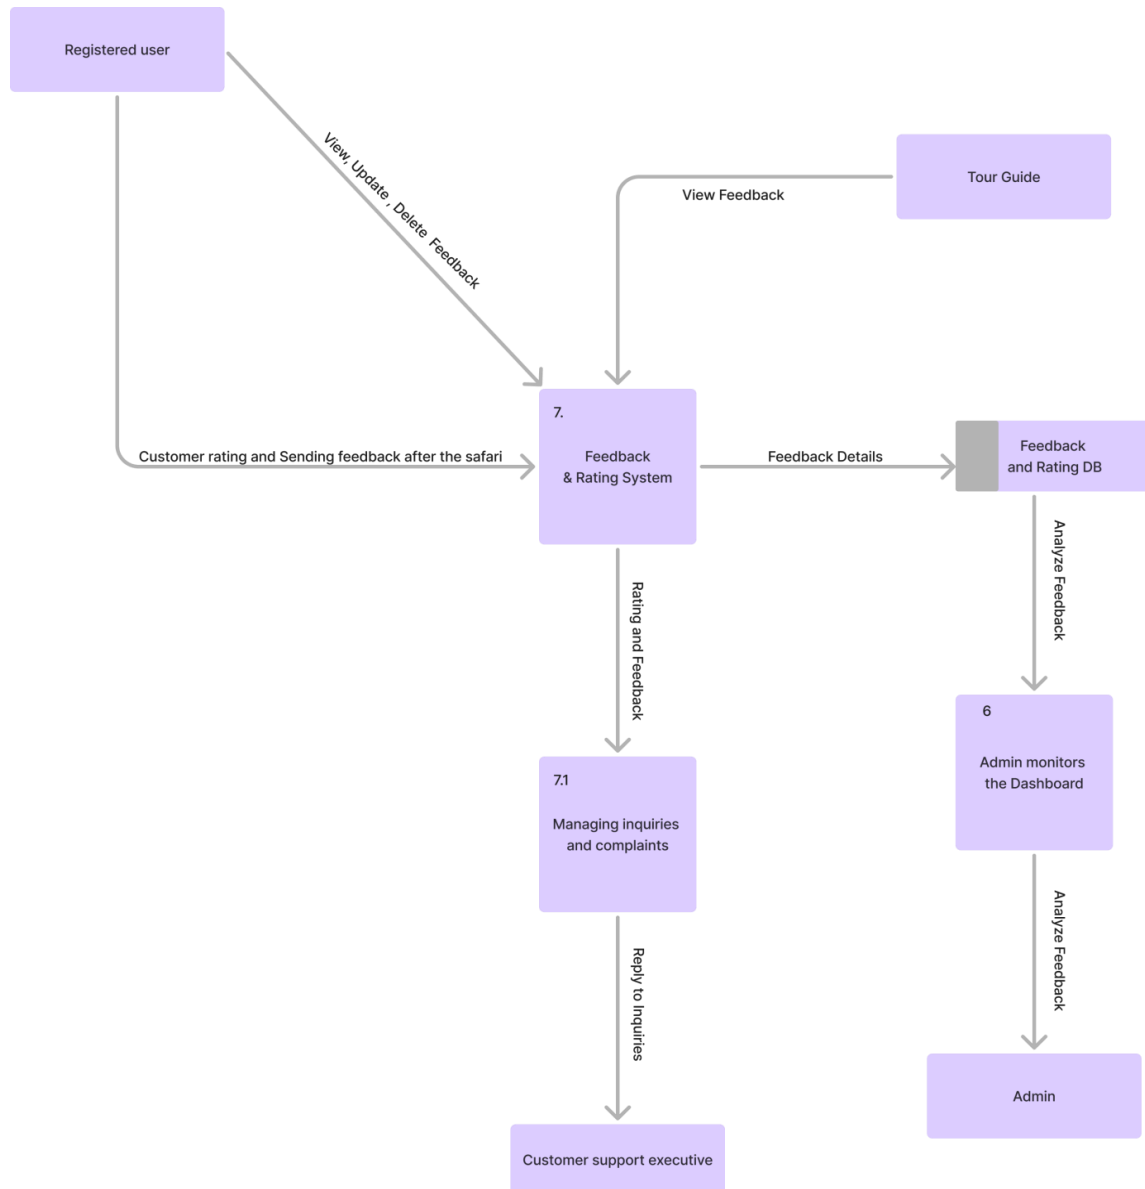 Registered user
View, Update , Delete Feedback
Tour Guide
View Feedback
7.
Feedback
& Rating System
Customer rating and Sending feedback after the safari
Feedback Details
Feedback
and Rating DB
Rating and Feedback
Analyze Feedback
6
Admin monitors
the Dashboard
7.1
Managing inquiries
and complaints
Reply to Inquiries
Analyze Feedback
Admin
Customer support executive